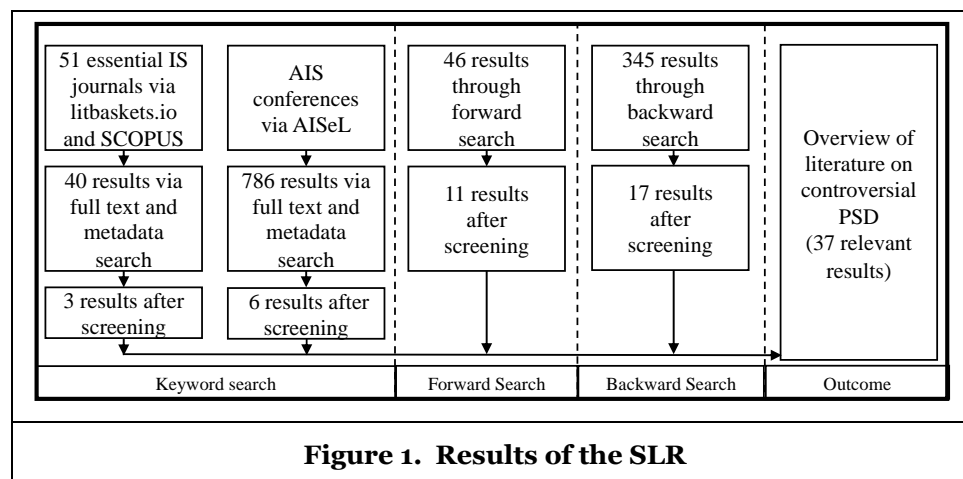 51 essential IS
journals via
litbaskets.io
and SCOPUS
40 results via
full text and
metadata
search
3 results after
screening
AIS
conferences
via AISeL
786 results via
full text and
metadata
search
6 results after
screening
46 results
through
forward
search
11 results
after
screening
345 results
through
backward
search
17 results
after
screening
Overview of
literature on
controversial
PSD
(37 relevant
results)
Keyword search
Forward Search
Backward Search
Outcome
Figure 1. Results of the SLR